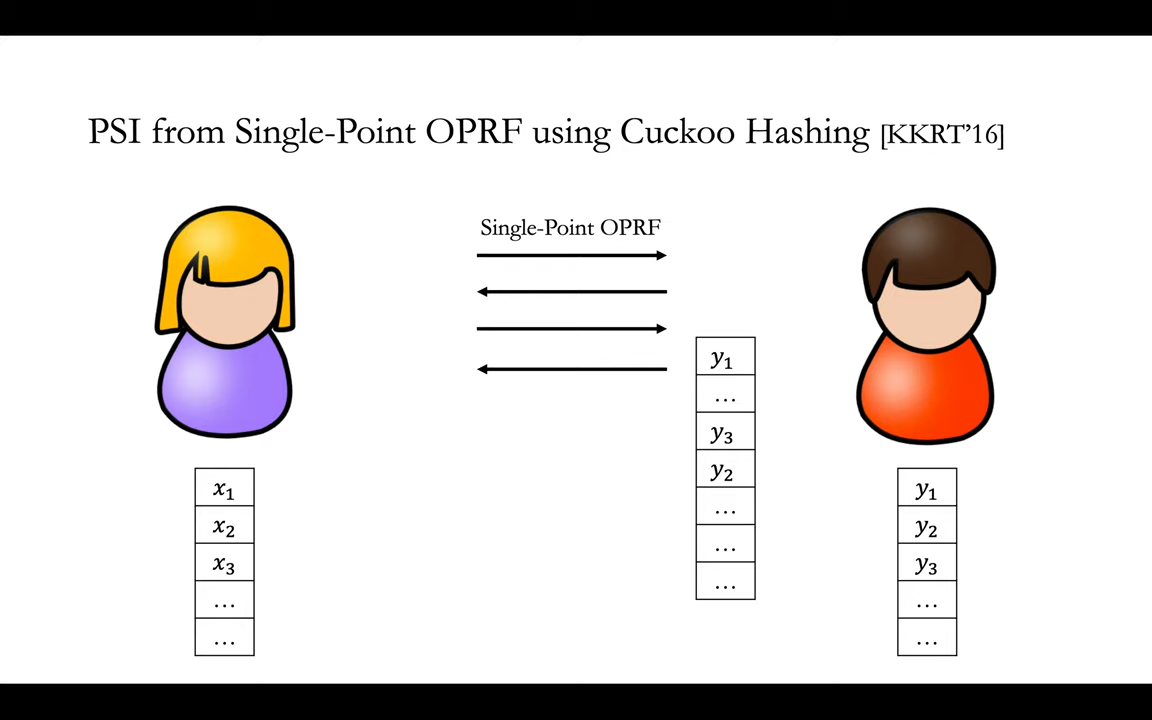 PSI from Single-Point OPRF using Cuckoo Hashing [KKRT'16]
Single-Point OPRF
y₁
…
y₃
y₂
…
…
…
x₁
x₂
x₃
…
…
y₁
y₂
y₃
…
…